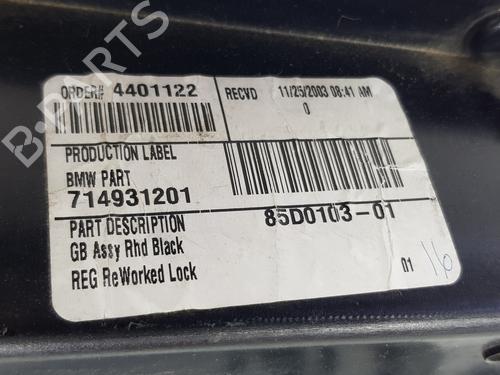 ORDER# 4401122
RECVD 11/25/2003 08:41 AM
0
PRODUCTION LABEL
BMW PART
714931201
85D0103-01
PART DESCRIPTION
GB Assy Rhd Black
REG ReWorked Lock
01
16
B-PARTS